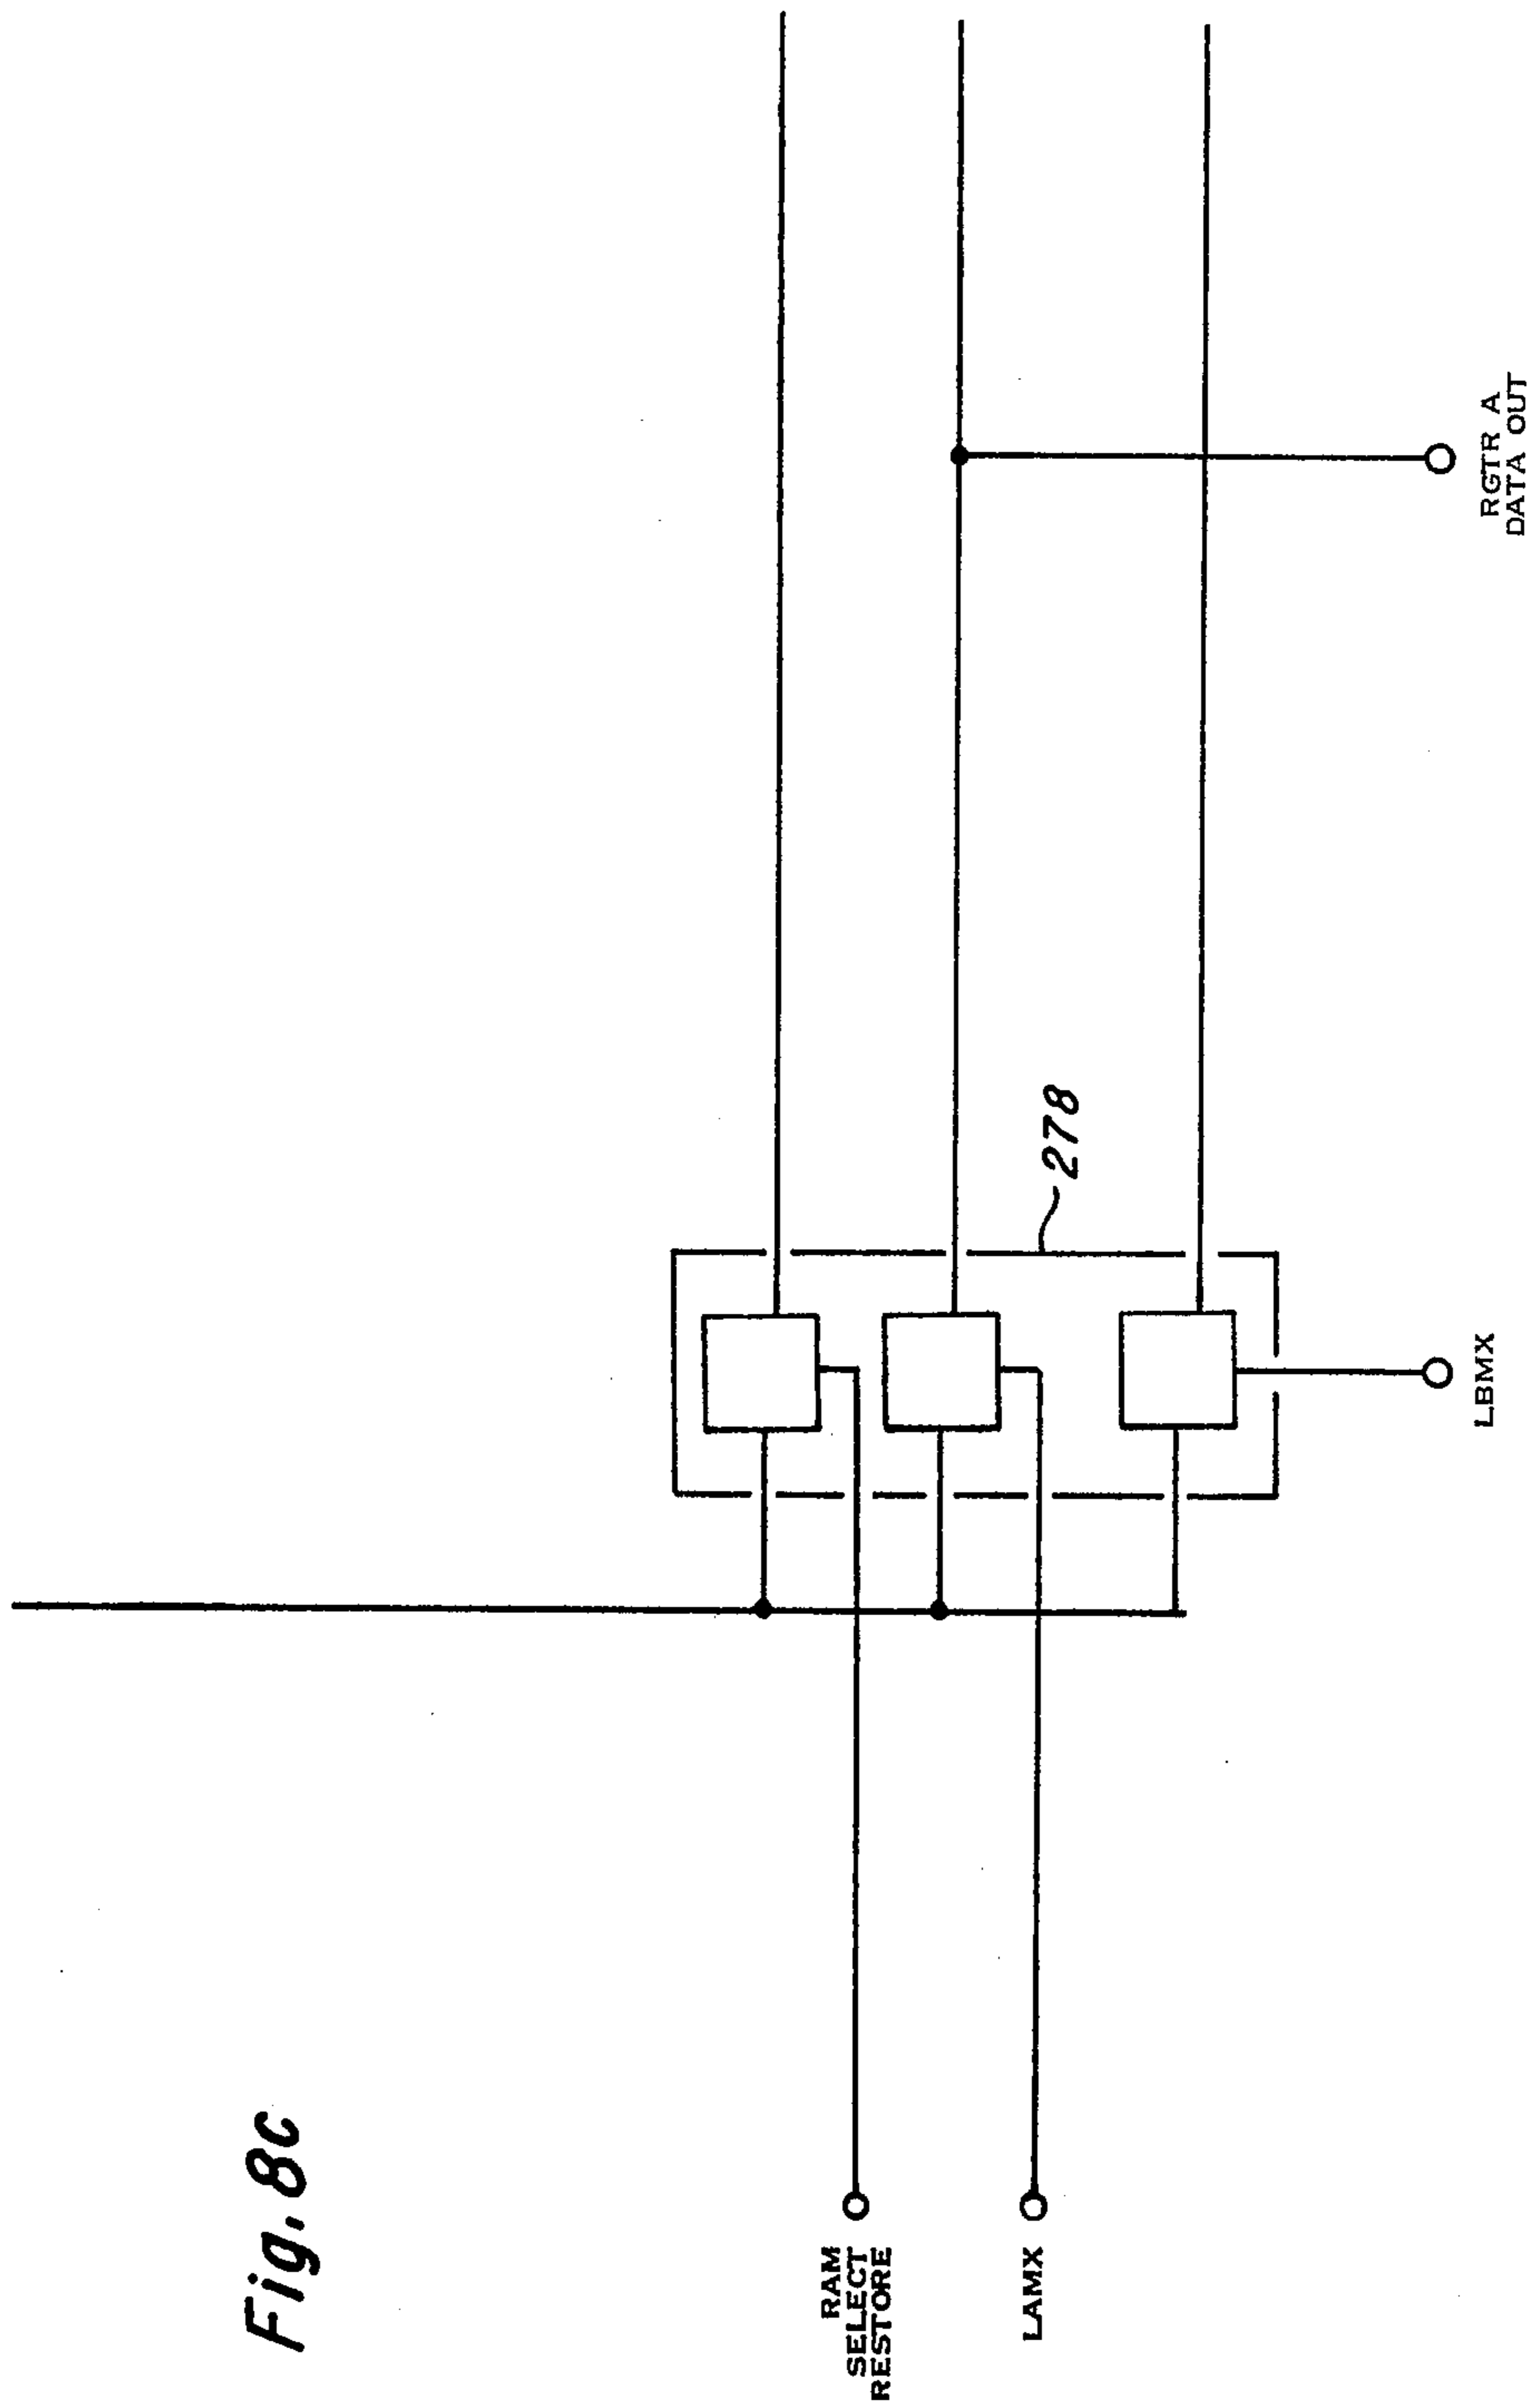 Fig. 8c
RAM
SELECT
RESTORE
LAMX
278
LBMX
RGTR A
DATA OUT